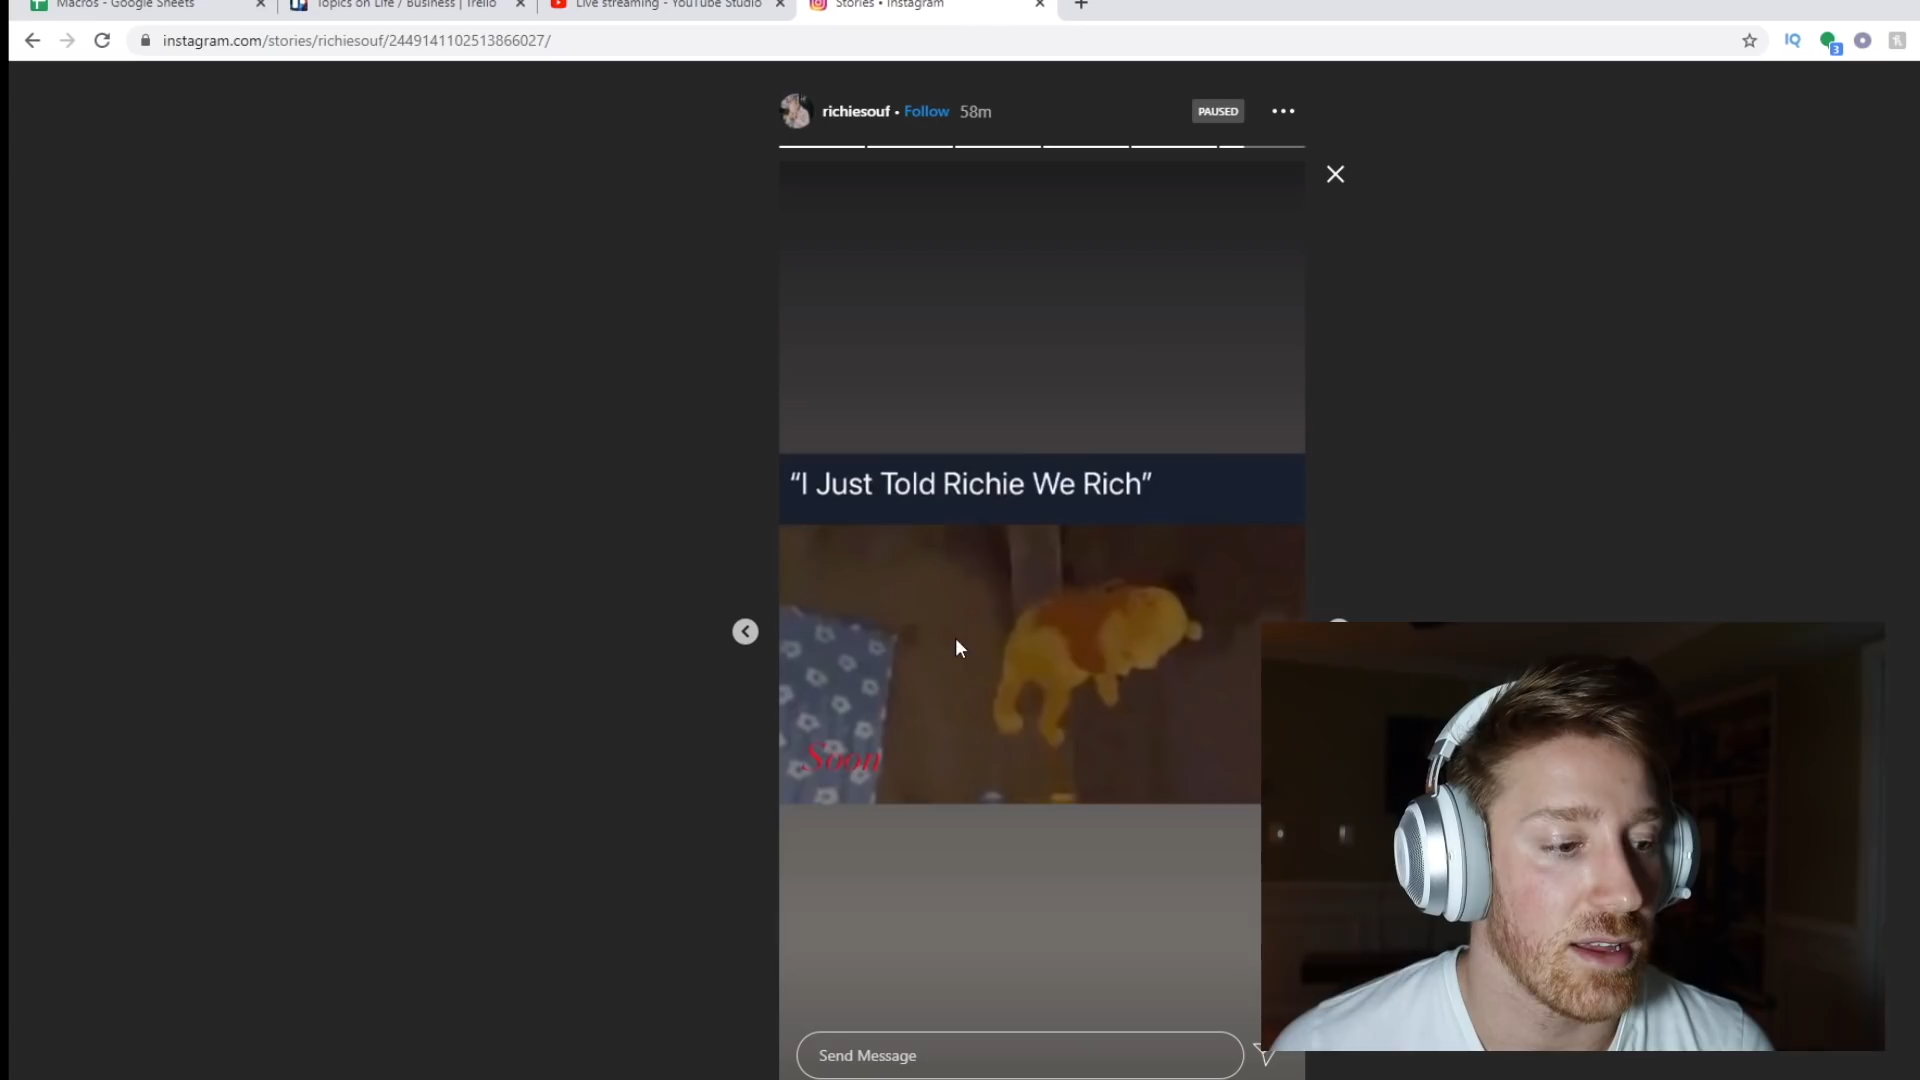 Macros - Google Sheets
Topics on Life / Business | Trello
Live streaming - YouTube Studio
Stories • Instagram
instagram.com/stories/richiesouf/2449141102513866027/
IQ
3
richiesouf • Follow 58m
PAUSED
“I Just Told Richie We Rich”
Soon
Send Message